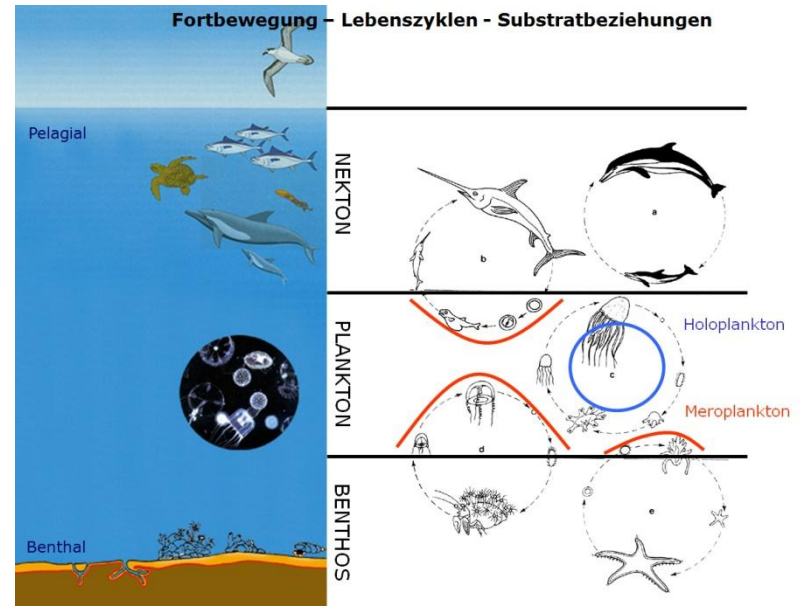 Fortbewegung – Lebenszyklen - Substratbeziehungen
Pelagial
NEKTON
a
b
PLANKTON
Holoplankton
c
Meroplankton
d
BENTHOS
e
Benthal